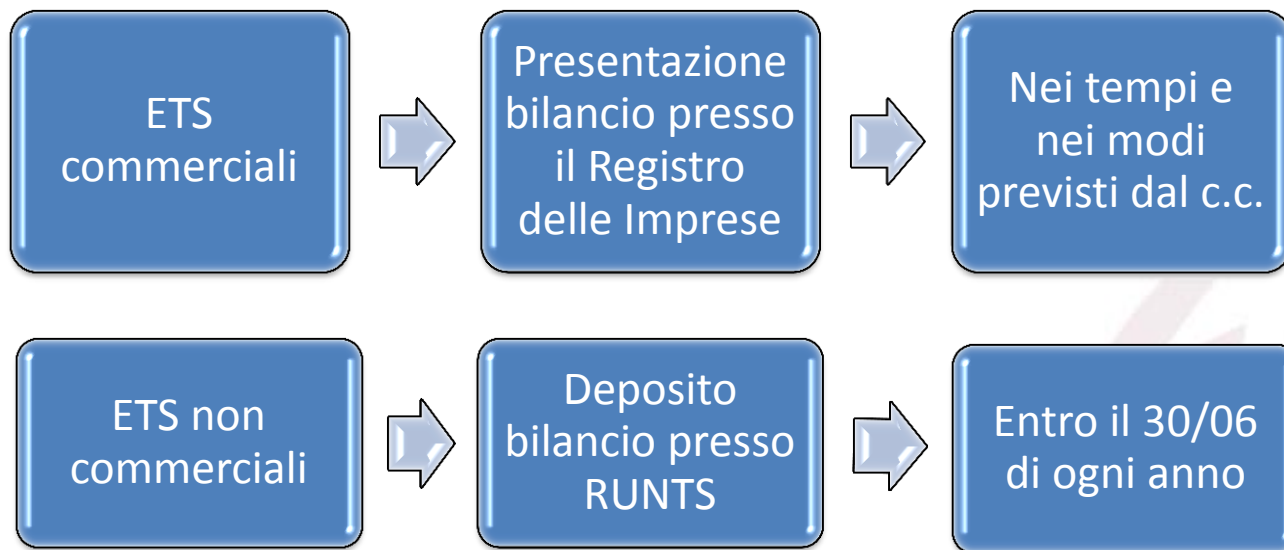 ETS
commerciali
Presentazione
bilancio presso
il Registro
delle Imprese
Nei tempi e
nei modi
previsti dal c.c.
ETS non
commerciali
Deposito
bilancio presso
RUNTS
Entro il 30/06
di ogni anno